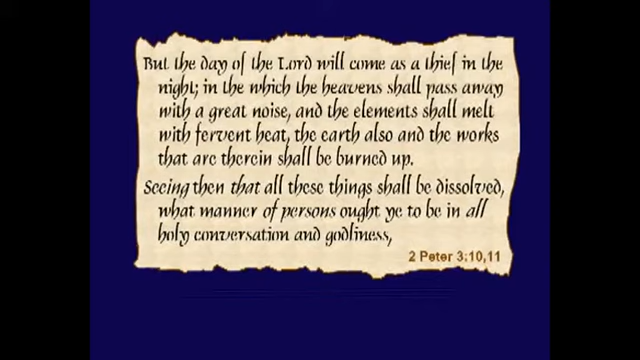 But the day of the Lord will come as a thief in the
night; in the which the heavens shall pass away
with a great noise, and the elements shall melt
with fervent heat, the earth also and the works
that are therein shall be burned up.
Seeing then that all these things shall be dissolved,
what manner of persons ought ye to be in all
holy conversation and godliness,
2 Peter 3:10,11